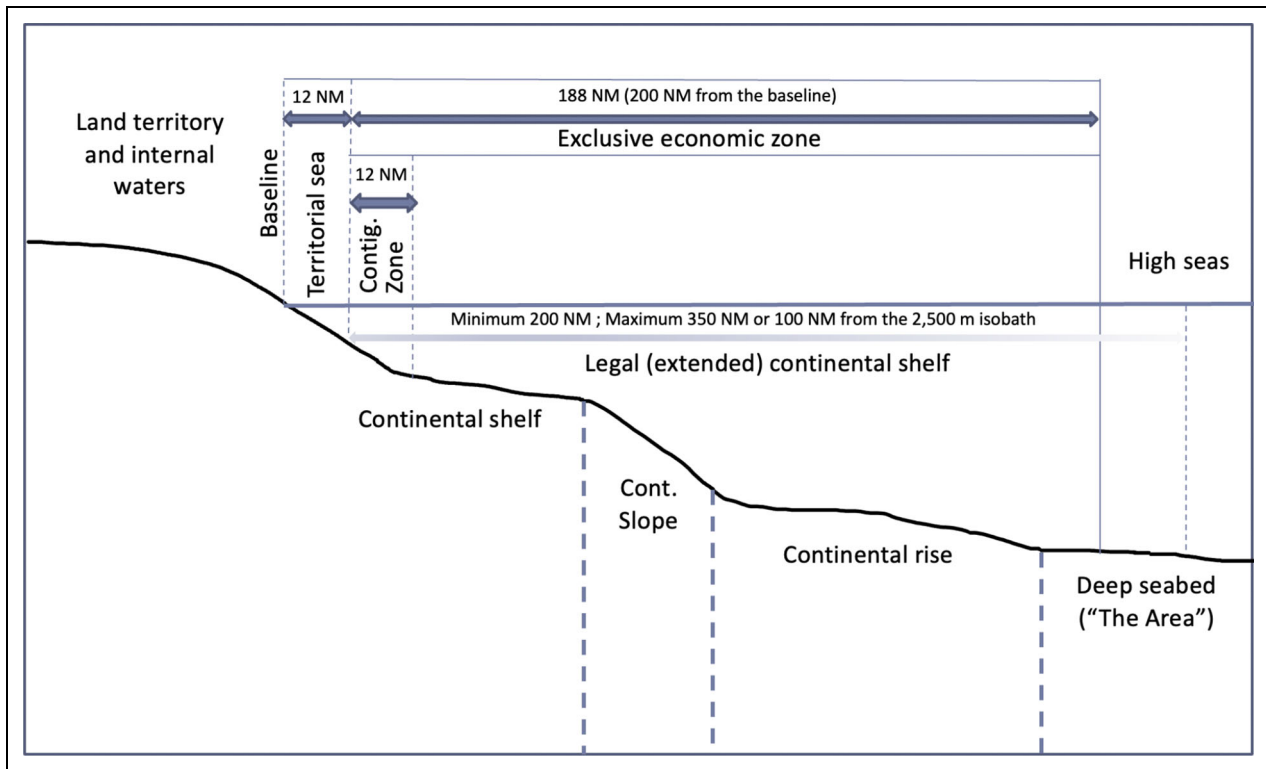 12 NM
188 NM (200 NM from the baseline)
Exclusive economic zone
Land territory
and internal
waters
Baseline
Territorial sea
12 NM
Contig.
Zone
High seas
Minimum 200 NM ; Maximum 350 NM or 100 NM from the 2,500 m isobath
Legal (extended) continental shelf
Continental shelf
Cont.
Slope
Continental rise
Deep seabed
(“The Area”)